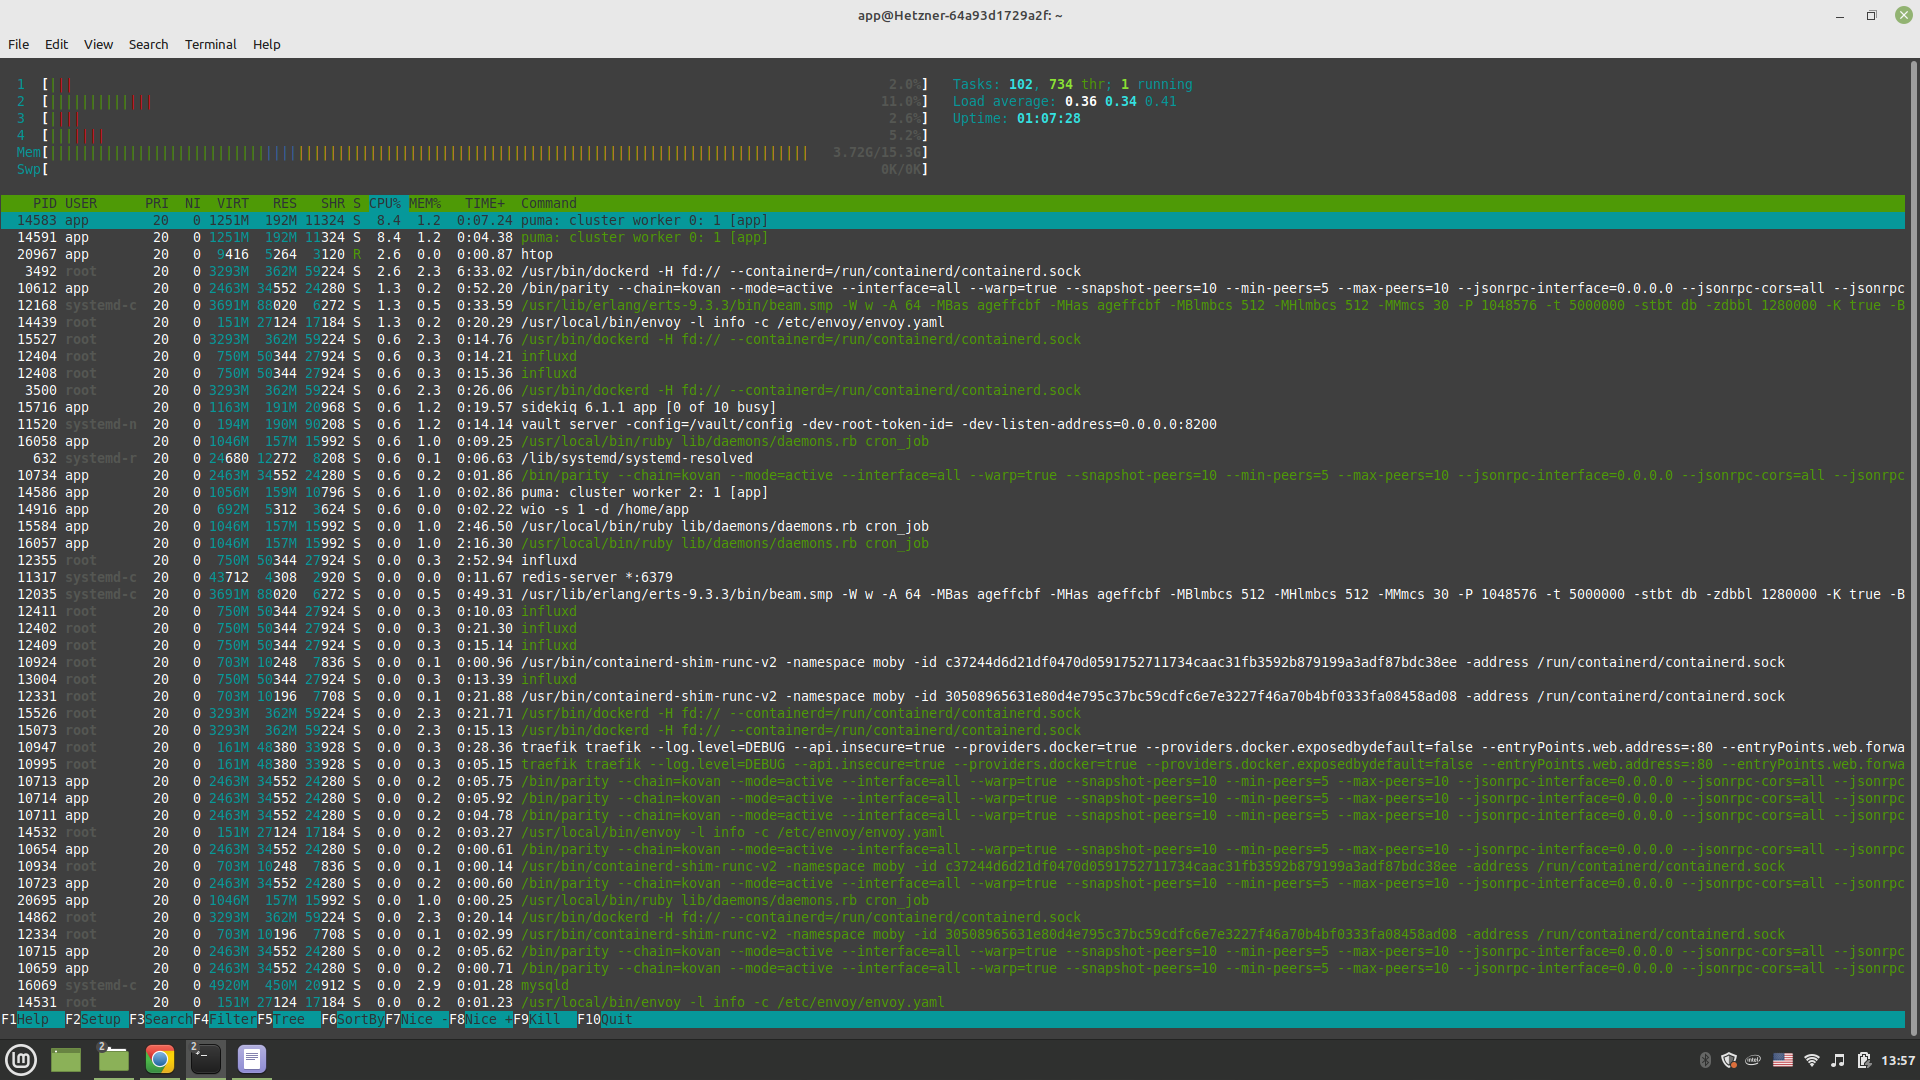 app@Hetzner-64a93d1729a2f: ~
File Edit View Search Terminal Help
1 [||| 2.0%] Tasks: 102, 734 thr; 1 running
2 [||||||||||||| 11.0%] Load average: 0.36 0.34 0.41
3 [|||| 2.6%] Uptime: 01:07:28
4 [||||||| 5.2%]
Mem[|||||||||||||||||||||||||||||||||||||||||||||||||||||||||||||||||||||||||||||||||||||||||||||||| 3.72G/15.3G]
Swp[ 0K/0K]
PID USER PRI NI VIRT RES SHR S CPU% MEM% TIME+ Command
14583 app 20 0 1251M 192M 11324 S 8.4 1.2 0:07.24 puma: cluster worker 0: 1 [app]
14591 app 20 0 1251M 192M 11324 S 8.4 1.2 0:04.38 puma: cluster worker 0: 1 [app]
20967 app 20 0 9416 5264 3120 R 2.6 0.0 0:00.87 htop
3492 root 20 0 3293M 362M 59224 S 2.6 2.3 6:33.02 /usr/bin/dockerd -H fd:// --containerd=/run/containerd/containerd.sock
10612 app 20 0 2463M 34552 24280 S 1.3 0.2 0:52.20 /bin/parity --chain=kovan --mode=active --interface=all --warp=true --snapshot-peers=10 --min-peers=5 --max-peers=10 --jsonrpc-interface=0.0.0.0 --jsonrpc-cors=all --jsonrpc
12168 systemd-c 20 0 3691M 88020 6272 S 1.3 0.5 0:33.59 /usr/lib/erlang/erts-9.3.3/bin/beam.smp -W w -A 64 -MBas ageffcbf -MHas ageffcbf -MBlmbcs 512 -MHlmbcs 512 -MMmcs 30 -P 1048576 -t 5000000 -stbt db -zdbbl 1280000 -K true -B
14439 root 20 0 151M 27124 17184 S 1.3 0.2 0:20.29 /usr/local/bin/envoy -l info -c /etc/envoy/envoy.yaml
15527 root 20 0 3293M 362M 59224 S 0.6 2.3 0:14.76 /usr/bin/dockerd -H fd:// --containerd=/run/containerd/containerd.sock
12404 root 20 0 750M 50344 27924 S 0.6 0.3 0:14.21 influxd
12408 root 20 0 750M 50344 27924 S 0.6 0.3 0:15.36 influxd
3500 root 20 0 3293M 362M 59224 S 0.6 2.3 0:26.06 /usr/bin/dockerd -H fd:// --containerd=/run/containerd/containerd.sock
15716 app 20 0 1163M 191M 20968 S 0.6 1.2 0:19.57 sidekiq 6.1.1 app [0 of 10 busy]
11520 systemd-n 20 0 194M 190M 90208 S 0.6 1.2 0:14.14 vault server -config=/vault/config -dev-root-token-id= -dev-listen-address=0.0.0.0:8200
16058 app 20 0 1046M 157M 15992 S 0.6 1.0 0:09.25 /usr/local/bin/ruby lib/daemons/daemons.rb cron_job
632 systemd-r 20 0 24680 12272 8208 S 0.6 0.1 0:06.63 /lib/systemd/systemd-resolved
10734 app 20 0 2463M 34552 24280 S 0.6 0.2 0:01.86 /bin/parity --chain=kovan --mode=active --interface=all --warp=true --snapshot-peers=10 --min-peers=5 --max-peers=10 --jsonrpc-interface=0.0.0.0 --jsonrpc-cors=all --jsonrpc
14586 app 20 0 1056M 159M 10796 S 0.6 1.0 0:02.86 puma: cluster worker 2: 1 [app]
14916 app 20 0 692M 5312 3624 S 0.6 0.0 0:02.22 wio -s 1 -d /home/app
15584 app 20 0 1046M 157M 15992 S 0.0 1.0 2:46.50 /usr/local/bin/ruby lib/daemons/daemons.rb cron_job
16057 app 20 0 1046M 157M 15992 S 0.0 1.0 2:16.30 /usr/local/bin/ruby lib/daemons/daemons.rb cron_job
12355 root 20 0 750M 50344 27924 S 0.0 0.3 2:52.94 influxd
11317 systemd-c 20 0 43712 4308 2920 S 0.0 0.0 0:11.67 redis-server *:6379
12035 systemd-c 20 0 3691M 88020 6272 S 0.0 0.5 0:49.31 /usr/lib/erlang/erts-9.3.3/bin/beam.smp -W w -A 64 -MBas ageffcbf -MHas ageffcbf -MBlmbcs 512 -MHlmbcs 512 -MMmcs 30 -P 1048576 -t 5000000 -stbt db -zdbbl 1280000 -K true -B
12411 root 20 0 750M 50344 27924 S 0.0 0.3 0:10.03 influxd
12402 root 20 0 750M 50344 27924 S 0.0 0.3 0:21.30 influxd
12409 root 20 0 750M 50344 27924 S 0.0 0.3 0:15.14 influxd
10924 root 20 0 703M 10248 7836 S 0.0 0.1 0:00.96 /usr/bin/containerd-shim-runc-v2 -namespace moby -id c37244d6d21df0470d0591752711734caac31fb3592b879199a3adf87bdc38ee -address /run/containerd/containerd.sock
13004 root 20 0 750M 50344 27924 S 0.0 0.3 0:13.39 influxd
12331 root 20 0 703M 10196 7708 S 0.0 0.1 0:21.88 /usr/bin/containerd-shim-runc-v2 -namespace moby -id 30508965631e80d4e795c37bc59cdfc6e7e3227f46a70b4bf0333fa08458ad08 -address /run/containerd/containerd.sock
15526 root 20 0 3293M 362M 59224 S 0.0 2.3 0:21.71 /usr/bin/dockerd -H fd:// --containerd=/run/containerd/containerd.sock
15073 root 20 0 3293M 362M 59224 S 0.0 2.3 0:15.13 /usr/bin/dockerd -H fd:// --containerd=/run/containerd/containerd.sock
10947 root 20 0 161M 48380 33928 S 0.0 0.3 0:28.36 traefik traefik --log.level=DEBUG --api.insecure=true --providers.docker=true --providers.docker.exposedbydefault=false --entryPoints.web.address=:80 --entryPoints.web.forwa
10995 root 20 0 161M 48380 33928 S 0.0 0.3 0:05.15 traefik traefik --log.level=DEBUG --api.insecure=true --providers.docker=true --providers.docker.exposedbydefault=false --entryPoints.web.address=:80 --entryPoints.web.forwa
10713 app 20 0 2463M 34552 24280 S 0.0 0.2 0:05.75 /bin/parity --chain=kovan --mode=active --interface=all --warp=true --snapshot-peers=10 --min-peers=5 --max-peers=10 --jsonrpc-interface=0.0.0.0 --jsonrpc-cors=all --jsonrpc
10714 app 20 0 2463M 34552 24280 S 0.0 0.2 0:05.92 /bin/parity --chain=kovan --mode=active --interface=all --warp=true --snapshot-peers=10 --min-peers=5 --max-peers=10 --jsonrpc-interface=0.0.0.0 --jsonrpc-cors=all --jsonrpc
10711 app 20 0 2463M 34552 24280 S 0.0 0.2 0:04.78 /bin/parity --chain=kovan --mode=active --interface=all --warp=true --snapshot-peers=10 --min-peers=5 --max-peers=10 --jsonrpc-interface=0.0.0.0 --jsonrpc-cors=all --jsonrpc
14532 root 20 0 151M 27124 17184 S 0.0 0.2 0:03.27 /usr/local/bin/envoy -l info -c /etc/envoy/envoy.yaml
10654 app 20 0 2463M 34552 24280 S 0.0 0.2 0:00.61 /bin/parity --chain=kovan --mode=active --interface=all --warp=true --snapshot-peers=10 --min-peers=5 --max-peers=10 --jsonrpc-interface=0.0.0.0 --jsonrpc-cors=all --jsonrpc
10934 root 20 0 703M 10248 7836 S 0.0 0.1 0:00.14 /usr/bin/containerd-shim-runc-v2 -namespace moby -id c37244d6d21df0470d0591752711734caac31fb3592b879199a3adf87bdc38ee -address /run/containerd/containerd.sock
10723 app 20 0 2463M 34552 24280 S 0.0 0.2 0:00.60 /bin/parity --chain=kovan --mode=active --interface=all --warp=true --snapshot-peers=10 --min-peers=5 --max-peers=10 --jsonrpc-interface=0.0.0.0 --jsonrpc-cors=all --jsonrpc
20695 app 20 0 1046M 157M 15992 S 0.0 1.0 0:00.25 /usr/local/bin/ruby lib/daemons/daemons.rb cron_job
14862 root 20 0 3293M 362M 59224 S 0.0 2.3 0:20.14 /usr/bin/dockerd -H fd:// --containerd=/run/containerd/containerd.sock
12334 root 20 0 703M 10196 7708 S 0.0 0.1 0:02.99 /usr/bin/containerd-shim-runc-v2 -namespace moby -id 30508965631e80d4e795c37bc59cdfc6e7e3227f46a70b4bf0333fa08458ad08 -address /run/containerd/containerd.sock
10715 app 20 0 2463M 34552 24280 S 0.0 0.2 0:05.62 /bin/parity --chain=kovan --mode=active --interface=all --warp=true --snapshot-peers=10 --min-peers=5 --max-peers=10 --jsonrpc-interface=0.0.0.0 --jsonrpc-cors=all --jsonrpc
10659 app 20 0 2463M 34552 24280 S 0.0 0.2 0:00.71 /bin/parity --chain=kovan --mode=active --interface=all --warp=true --snapshot-peers=10 --min-peers=5 --max-peers=10 --jsonrpc-interface=0.0.0.0 --jsonrpc-cors=all --jsonrpc
16069 systemd-c 20 0 4920M 450M 20912 S 0.0 2.9 0:01.28 mysqld
14531 root 20 0 151M 27124 17184 S 0.0 0.2 0:01.23 /usr/local/bin/envoy -l info -c /etc/envoy/envoy.yaml
F1Help F2Setup F3SearchF4FilterF5Tree F6SortByF7Nice -F8Nice +F9Kill F10Quit
2 2 13:57